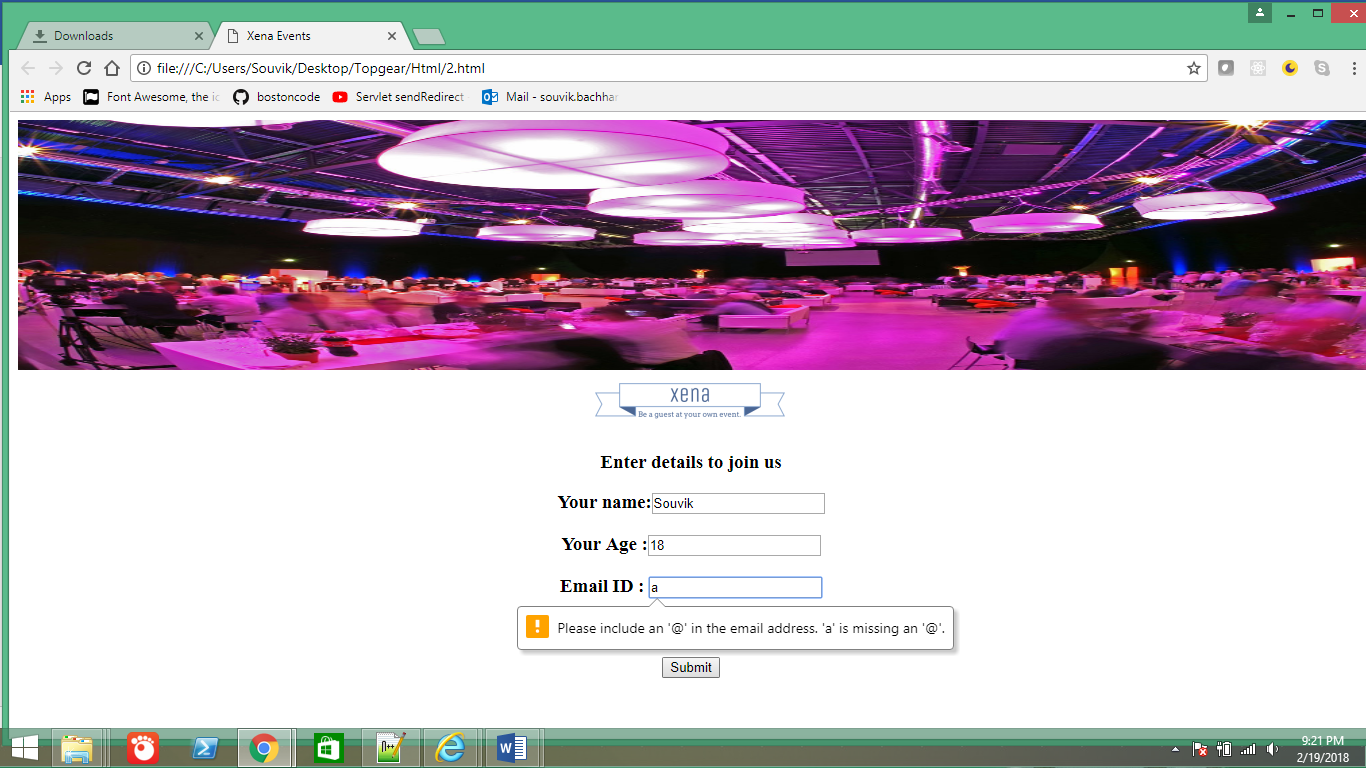 Downloads
Xena Events
file:///C:/Users/Souvik/Desktop/Topgear/Html/2.html
Apps
Font Awesome, the ic
bostoncode
Servlet sendRedirect
Mail - souvik.bachhar
xena
Be a guest at your own event.
Enter details to join us
Your name:Souvik
Your Age :18
Email ID : a
Please include an '@' in the email address. 'a' is missing an '@'.
Submit
9:21 PM
2/19/2018